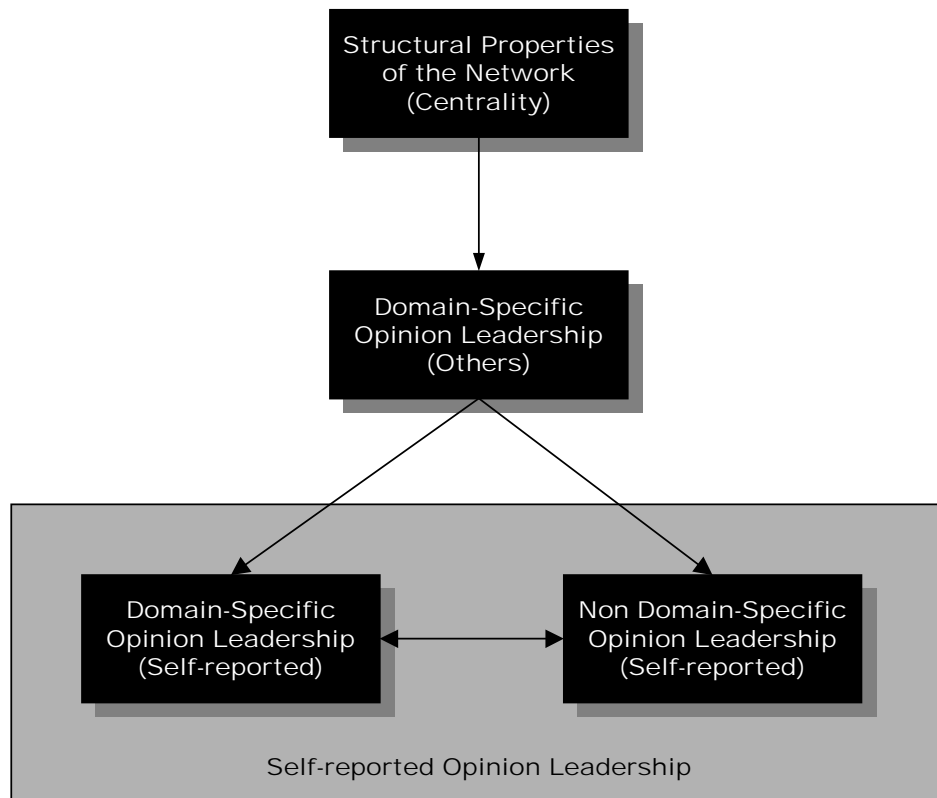 Structural Properties
of the Network
(Centrality)
Domain-Specific
Opinion Leadership
(Others)
Domain-Specific
Opinion Leadership
(Self-reported)
Non Domain-Specific
Opinion Leadership
(Self-reported)
Self-reported Opinion Leadership